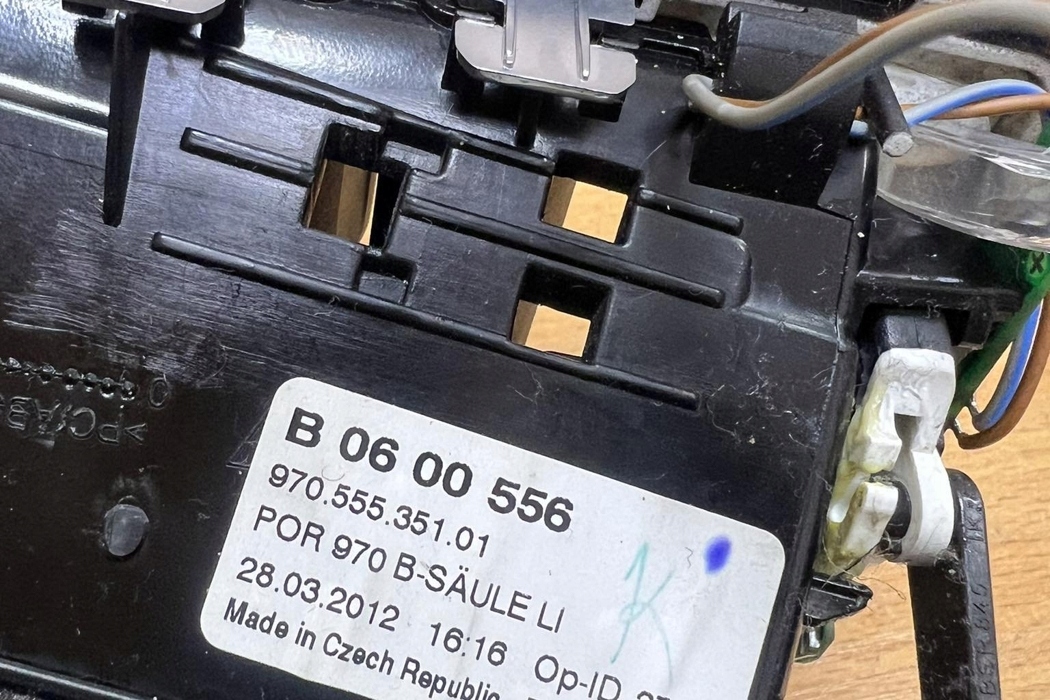 B 06 00 556
970.555.351.01
POR 970 B-SÄULE LI
28.03.2012 16:16 Op-ID
Made in Czech Republic